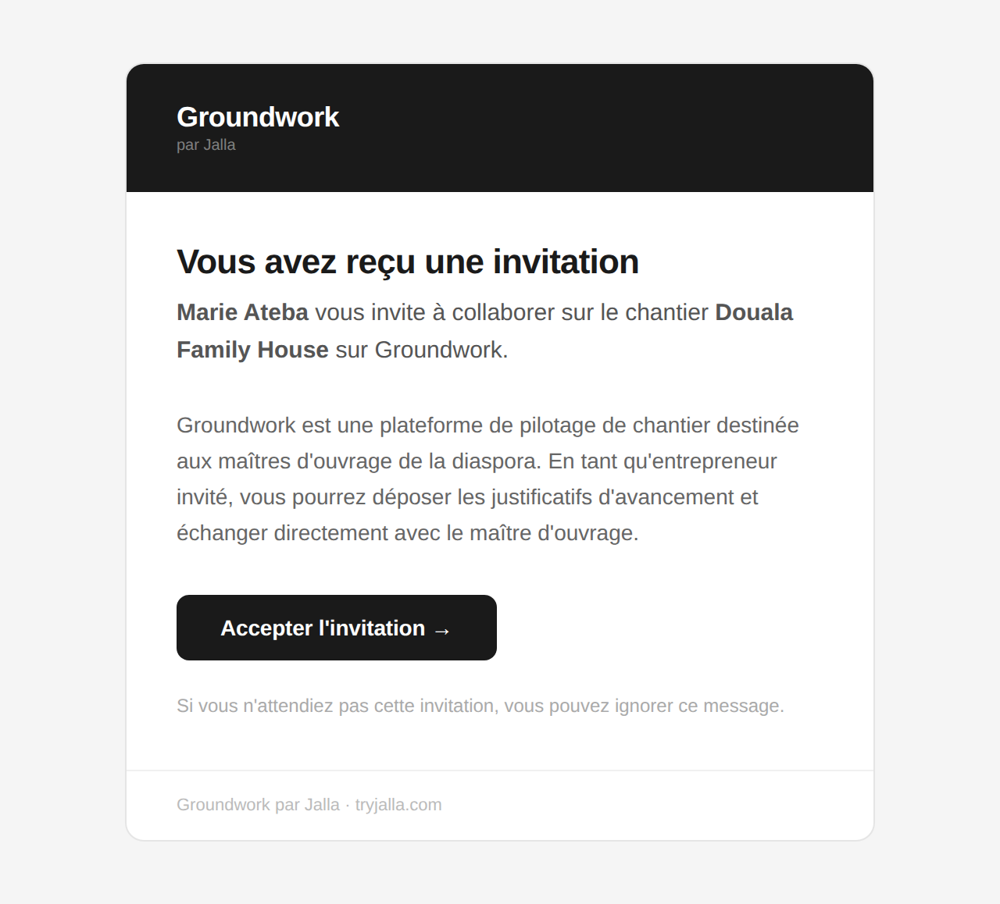 Groundwork
par Jalla
Vous avez reçu une invitation
Marie Ateba vous invite à collaborer sur le chantier Douala
Family House sur Groundwork.
Groundwork est une plateforme de pilotage de chantier destinée
aux maîtres d'ouvrage de la diaspora. En tant qu'entrepreneur
invité, vous pourrez déposer les justificatifs d'avancement et
échanger directement avec le maître d'ouvrage.
Accepter l'invitation →
Si vous n'attendiez pas cette invitation, vous pouvez ignorer ce message.
Groundwork par Jalla · tryjalla.com